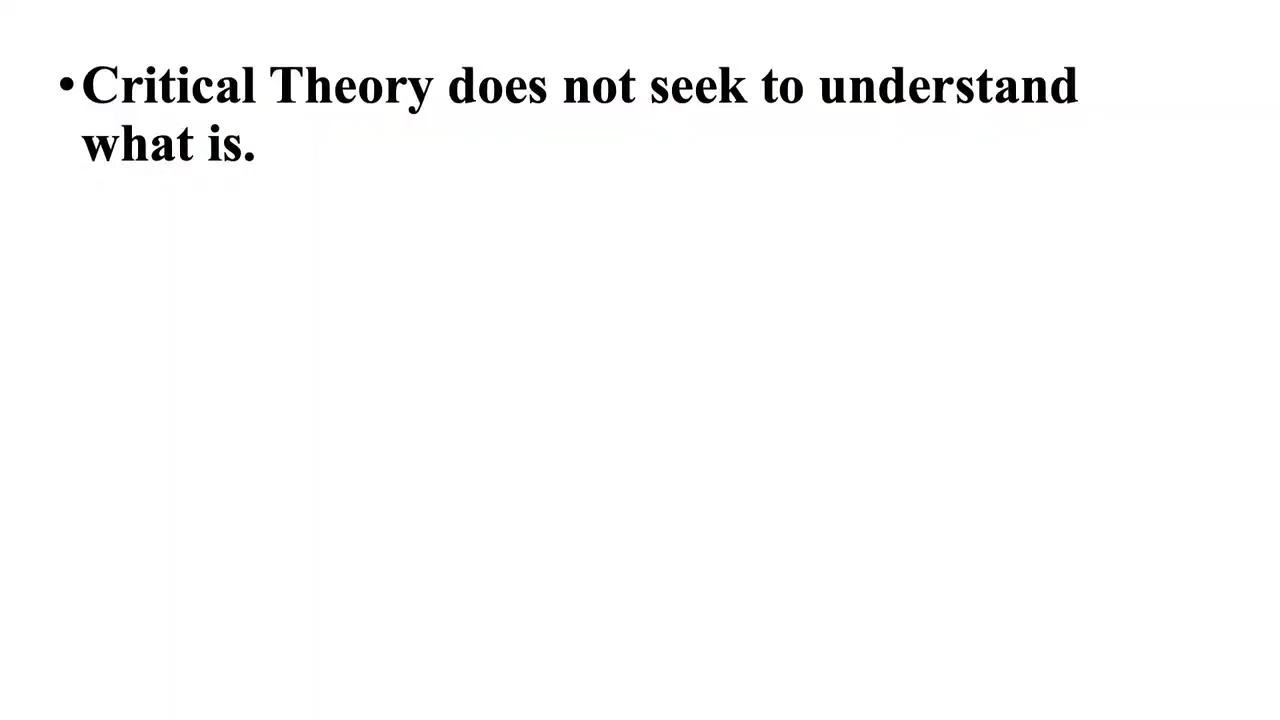 •Critical Theory does not seek to understand
what is.